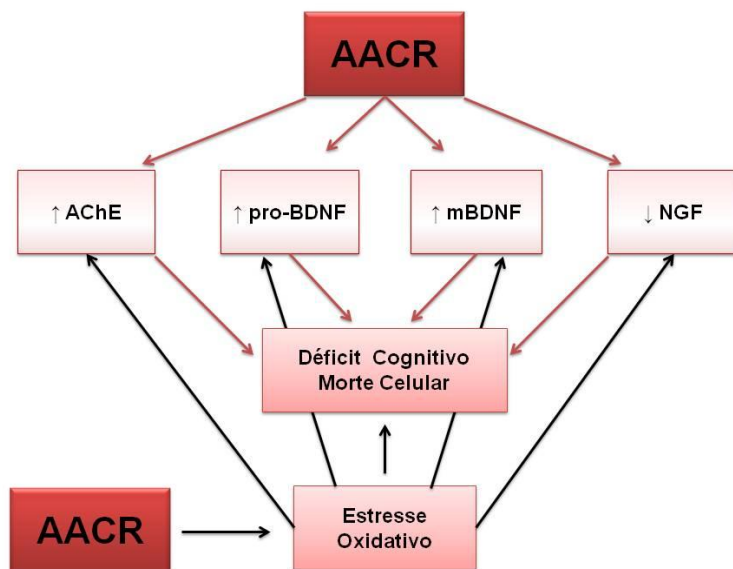 AACR
↑ AChE
↑ pro-BDNF
↑ mBDNF
↓ NGF
Déficit Cognitivo
Morte Celular
AACR
Estresse
Oxidativo